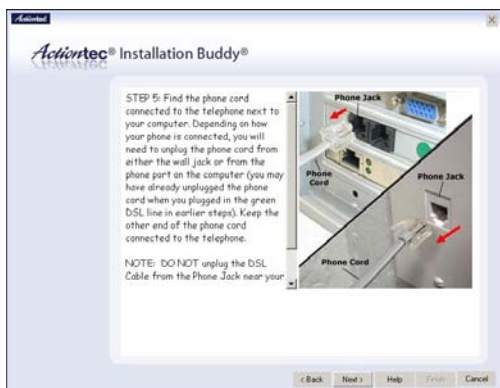 Actiontec
Actiontec® Installation Buddy®
STEP 5: Find the phone cord
connected to the telephone next to
your computer. Depending on how
your phone is connected, you will
need to unplug the phone cord from
either the wall jack or from the
phone port on the computer (you may
have already unplugged the phone
cord when you plugged in the green
DSL line in earlier steps). Keep the
other end of the phone cord
connected to the telephone.
NOTE: DO NOT unplug the DSL
Cable from the Phone Jack near your
Phone Jack
Phone
Cord
Phone Jack
Phone Cord
< Back
Next >
Help
Finish
Cancel